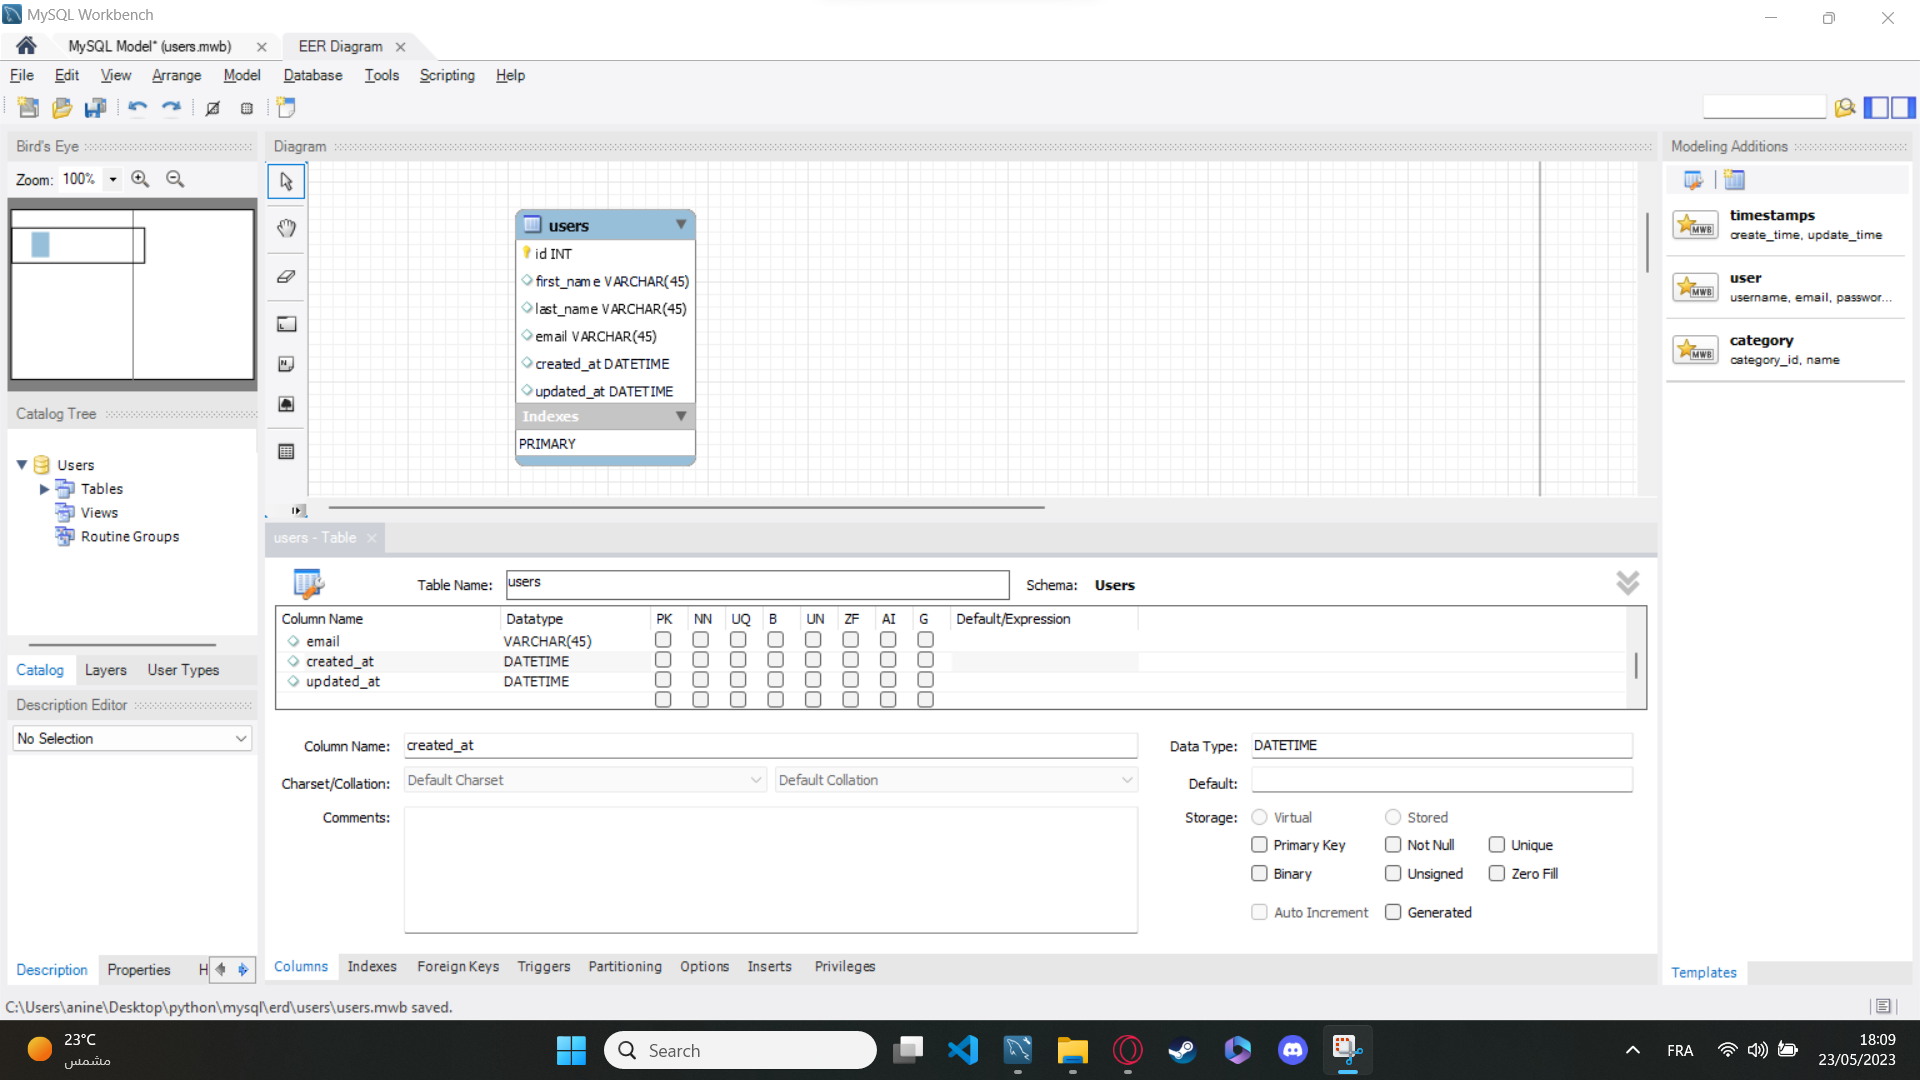 MySQL Workbench
MySQL Model* (users.mwb)
EER Diagram
File Edit View Arrange Model Database Tools Scripting Help
Bird's Eye
Zoom: 100%
Diagram
Modeling Additions
users
id INT
first_name VARCHAR(45)
last_name VARCHAR(45)
email VARCHAR(45)
created_at DATETIME
updated_at DATETIME
Indexes
PRIMARY
timestamps
create_time, update_time
user
username, email, passwor...
category
category_id, name
Catalog Tree
Users
Tables
Views
Routine Groups
Catalog Layers User Types
Description Editor
No Selection
Description Properties H
users - Table
Table Name: users Schema: Users
Column Name Datatype PK NN UQ B UN ZF AI G Default/Expression
email VARCHAR(45)
created_at DATETIME
updated_at DATETIME
Column Name: created_at Data Type: DATETIME
Charset/Collation: Default Charset Default Collation Default:
Comments: Storage: Virtual Stored
Primary Key Not Null Unique
Binary Unsigned Zero Fill
Auto Increment Generated
Columns Indexes Foreign Keys Triggers Partitioning Options Inserts Privileges
Templates
C:\Users\anine\Desktop\python\mysql\erd\users\users.mwb saved.
23°C
مشمس
Search
FRA
18:09
23/05/2023